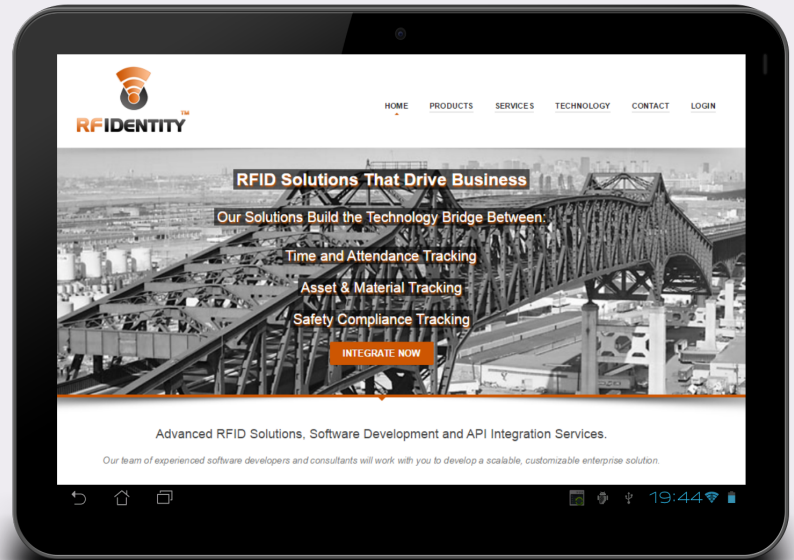 RFIDENTITY™
HOME PRODUCTS SERVICES TECHNOLOGY CONTACT LOGIN
RFID Solutions That Drive Business
Our Solutions Build the Technology Bridge Between:
Time and Attendance Tracking
Asset & Material Tracking
Safety Compliance Tracking
INTEGRATE NOW
Advanced RFID Solutions, Software Development and API Integration Services.
Our team of experienced software developers and consultants will work with you to develop a scalable, customizable enterprise solution.
19:44